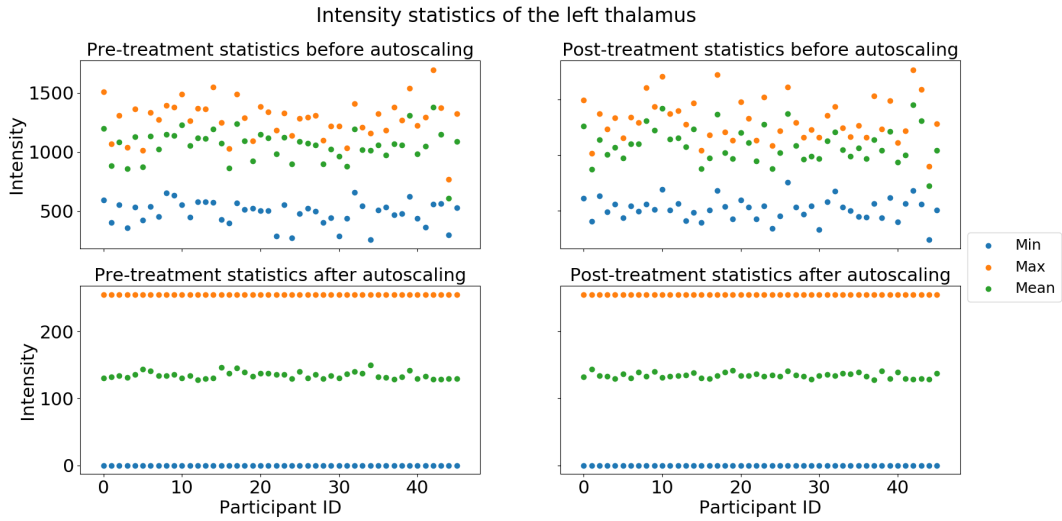 Intensity statistics of the left thalamus
Pre-treatment statistics before autoscaling
Post-treatment statistics before autoscaling
Intensity
1500
1000
500
Min
Max
Mean
Pre-treatment statistics after autoscaling
Post-treatment statistics after autoscaling
Intensity
200
100
0
0 10 20 30 40
0 10 20 30 40
Participant ID
Participant ID